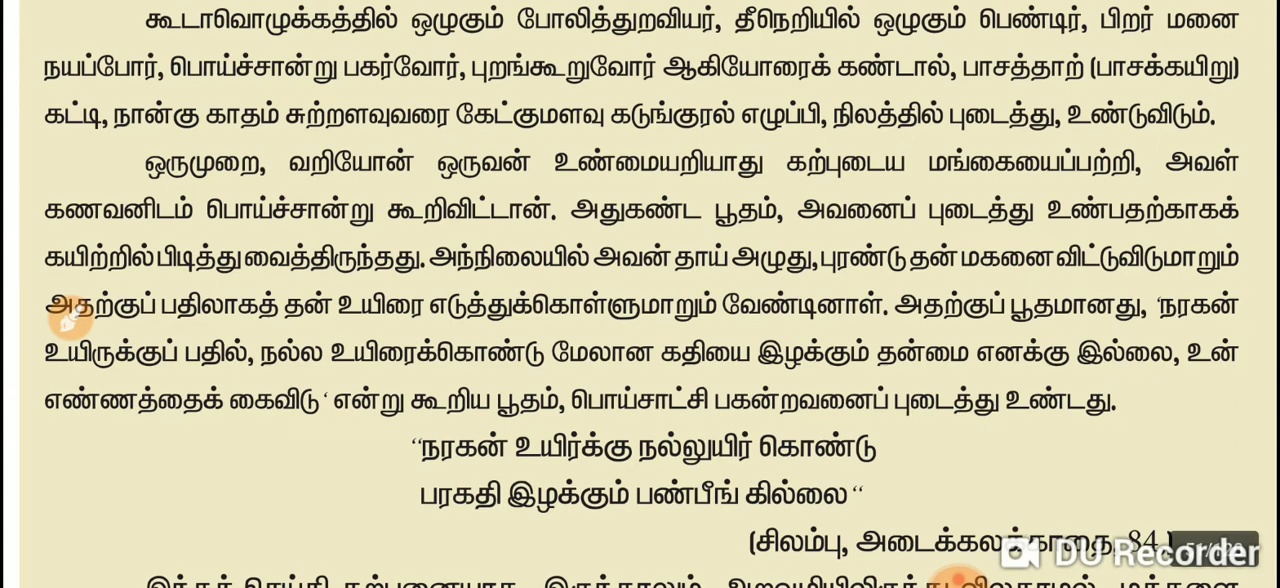 கூடாவொழுக்கத்தில் ஒழுகும் போலித்துறவியர், தீநெறியில் ஒழுகும் பெண்டிர், பிறர் மனை
நயப்போர், பொய்ச்சான்று பகர்வோர், புறங்கூறுவோர் ஆகியோரைக் கண்டால், பாசத்தாற் (பாசக்கயிறு)
கட்டி, நான்கு காதம் சுற்றளவுவரை கேட்குமளவு கடுங்குரல் எழுப்பி, நிலத்தில் புடைத்து, உண்டுவிடும்.
ஒருமுறை, வறியோன் ஒருவன் உண்மையறியாது கற்புடைய மங்கையைப்பற்றி, அவள்
கணவனிடம் பொய்ச்சான்று கூறிவிட்டான். அதுகண்ட பூதம், அவனைப் புடைத்து உண்பதற்காகக்
கயிற்றில் பிடித்து வைத்திருந்தது. அந்நிலையில் அவன் தாய் அழுது, புரண்டு தன் மகனை விட்டுவிடுமாறும்
அதற்குப் பதிலாகத் தன் உயிரை எடுத்துக்கொள்ளுமாறும் வேண்டினாள். அதற்குப் பூதமானது, ‘நரகன்
உயிருக்குப் பதில், நல்ல உயிரைக்கொண்டு மேலான கதியை இழக்கும் தன்மை எனக்கு இல்லை, உன்
எண்ணத்தைக் கைவிடு‘ என்று கூறிய பூதம், பொய்சாட்சி பகன்றவனைப் புடைத்து உண்டது.
“நரகன் உயிர்க்கு நல்லுயிர் கொண்டு
பரகதி இழக்கும் பண்பீங் கில்லை“
(சிலம்பு, அடைக்கலக்காதை, 84)
DU Recorder